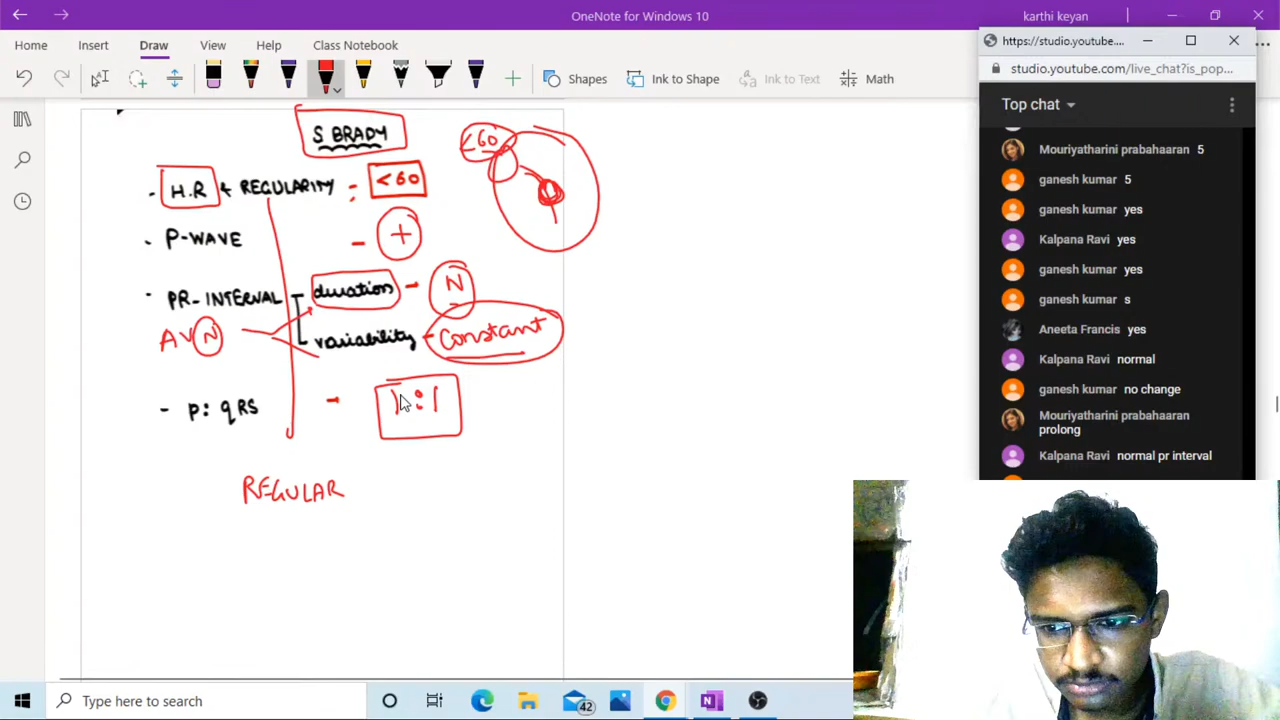 OneNote for Windows 10
karthi keyan
Home Insert Draw View Help Class Notebook
Shapes Ink to Shape Ink to Text Math
https://studio.youtube....
studio.youtube.com/live_chat?is_pop...
Top chat
Mouriyatharini prabahaaran 5
ganesh kumar 5
ganesh kumar yes
Kalpana Ravi yes
ganesh kumar yes
ganesh kumar s
Aneeta Francis yes
Kalpana Ravi normal
ganesh kumar no change
Mouriyatharini prabahaaran
prolong
Kalpana Ravi normal pr interval
S BRADY
<60
- H.R & REGULARITY : <60
- P-WAVE - +
- PR-INTERVAL duration - N
AVN variability - Constant
- p: qRS - 1:1
REGULAR
Type here to search
42